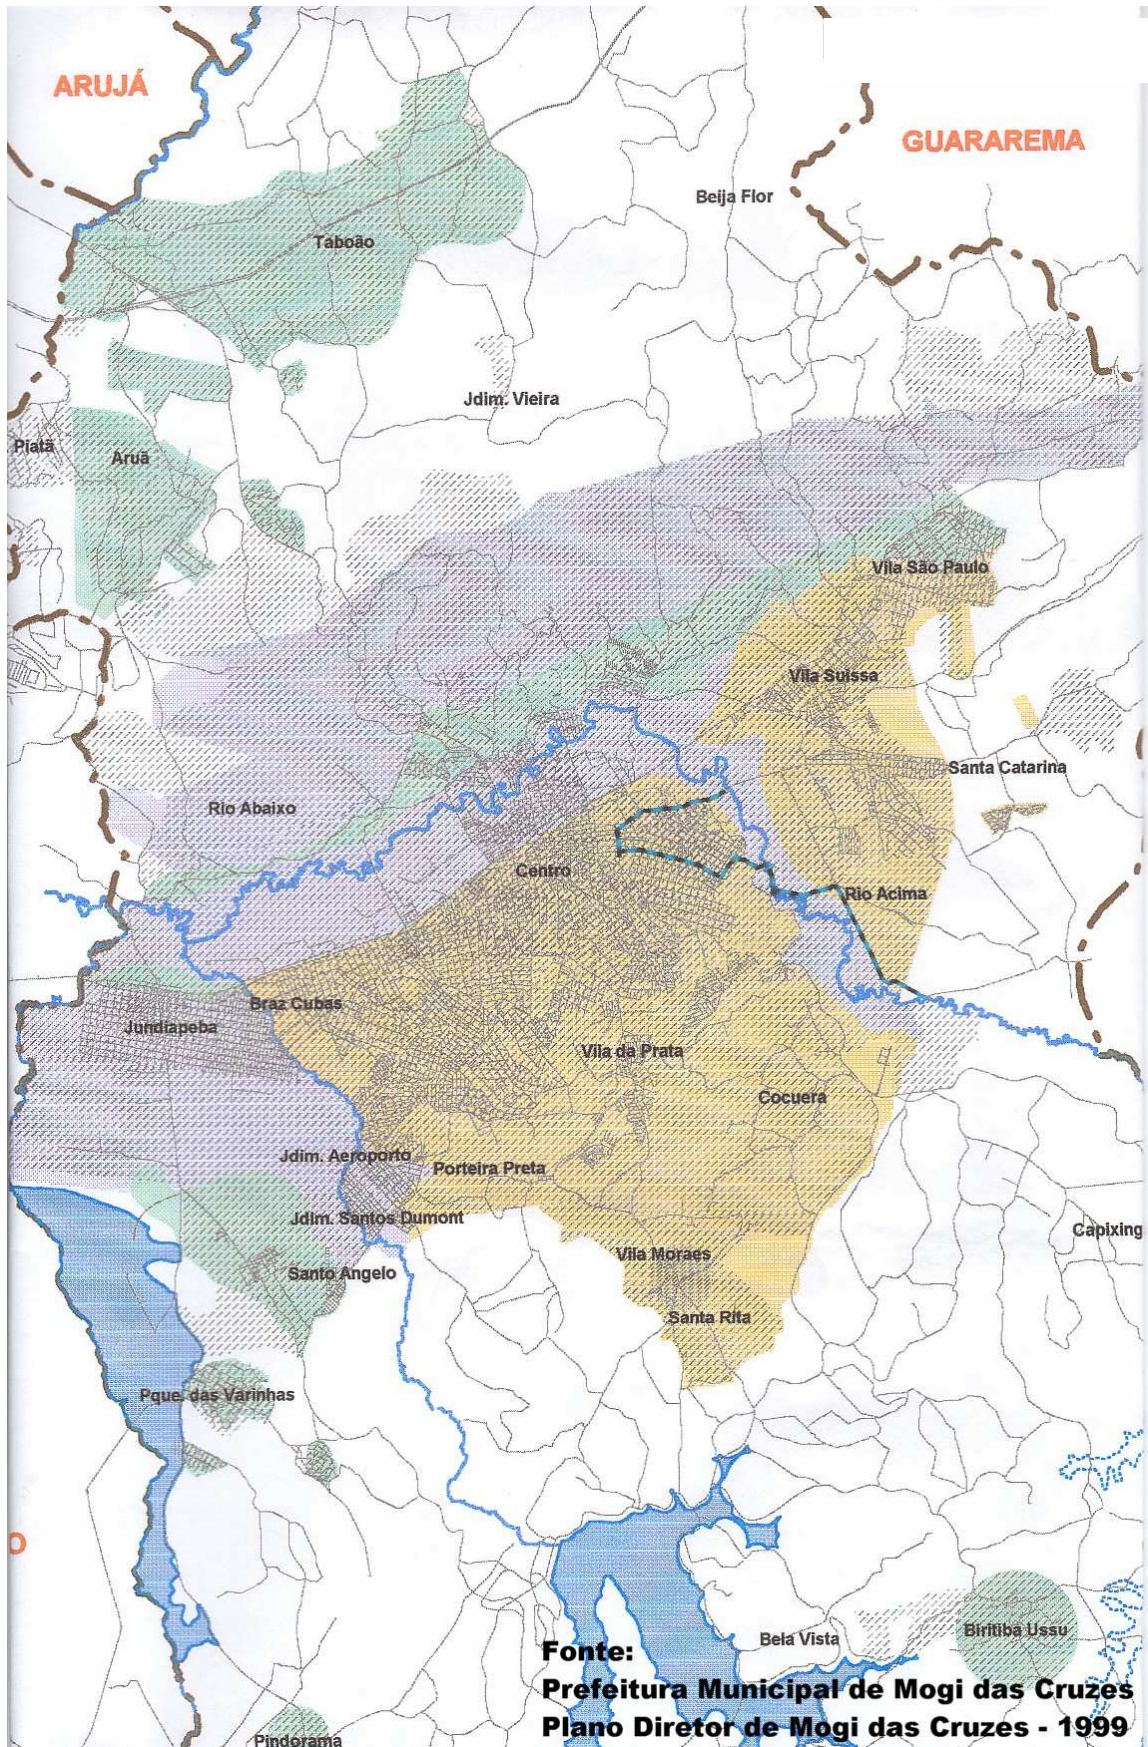 ARUJÁ
GUARAREMA
Beija Flor
Taboão
Jdim. Vieira
Piatã
Aruã
Vila São Paulo
Vila Suissa
Santa Catarina
Rio Abaixo
Centro
Rio Acima
Braz Cubas
Jundiapeba
Vila da Prata
Cocuera
Jdim. Aeroporto
Porteira Preta
Jdim. Santos Dumont
Capixing
Vila Moraes
Santo Angelo
Santa Rita
Pque. das Varinhas
O
Biritiba Ussu
Bela Vista
Fonte:
Prefeitura Municipal de Mogi das Cruzes
Plano Diretor de Mogi das Cruzes - 1999
Pindorama